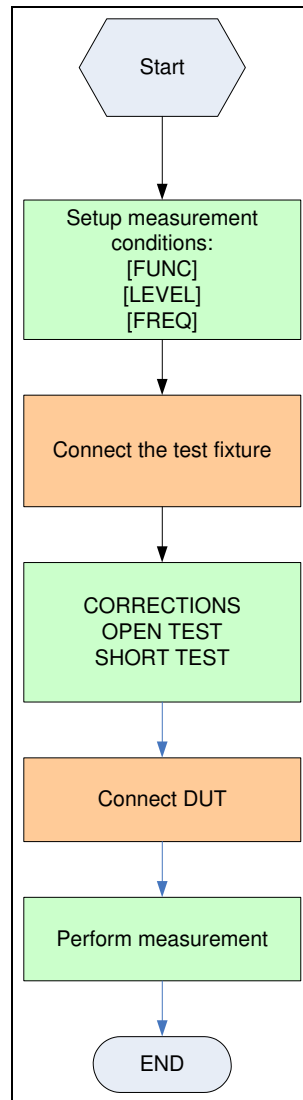 Start
Setup measurement
conditions:
[FUNC]
[LEVEL]
[FREQ]
Connect the test fixture
CORRECTIONS
OPEN TEST
SHORT TEST
Connect DUT
Perform measurement
END